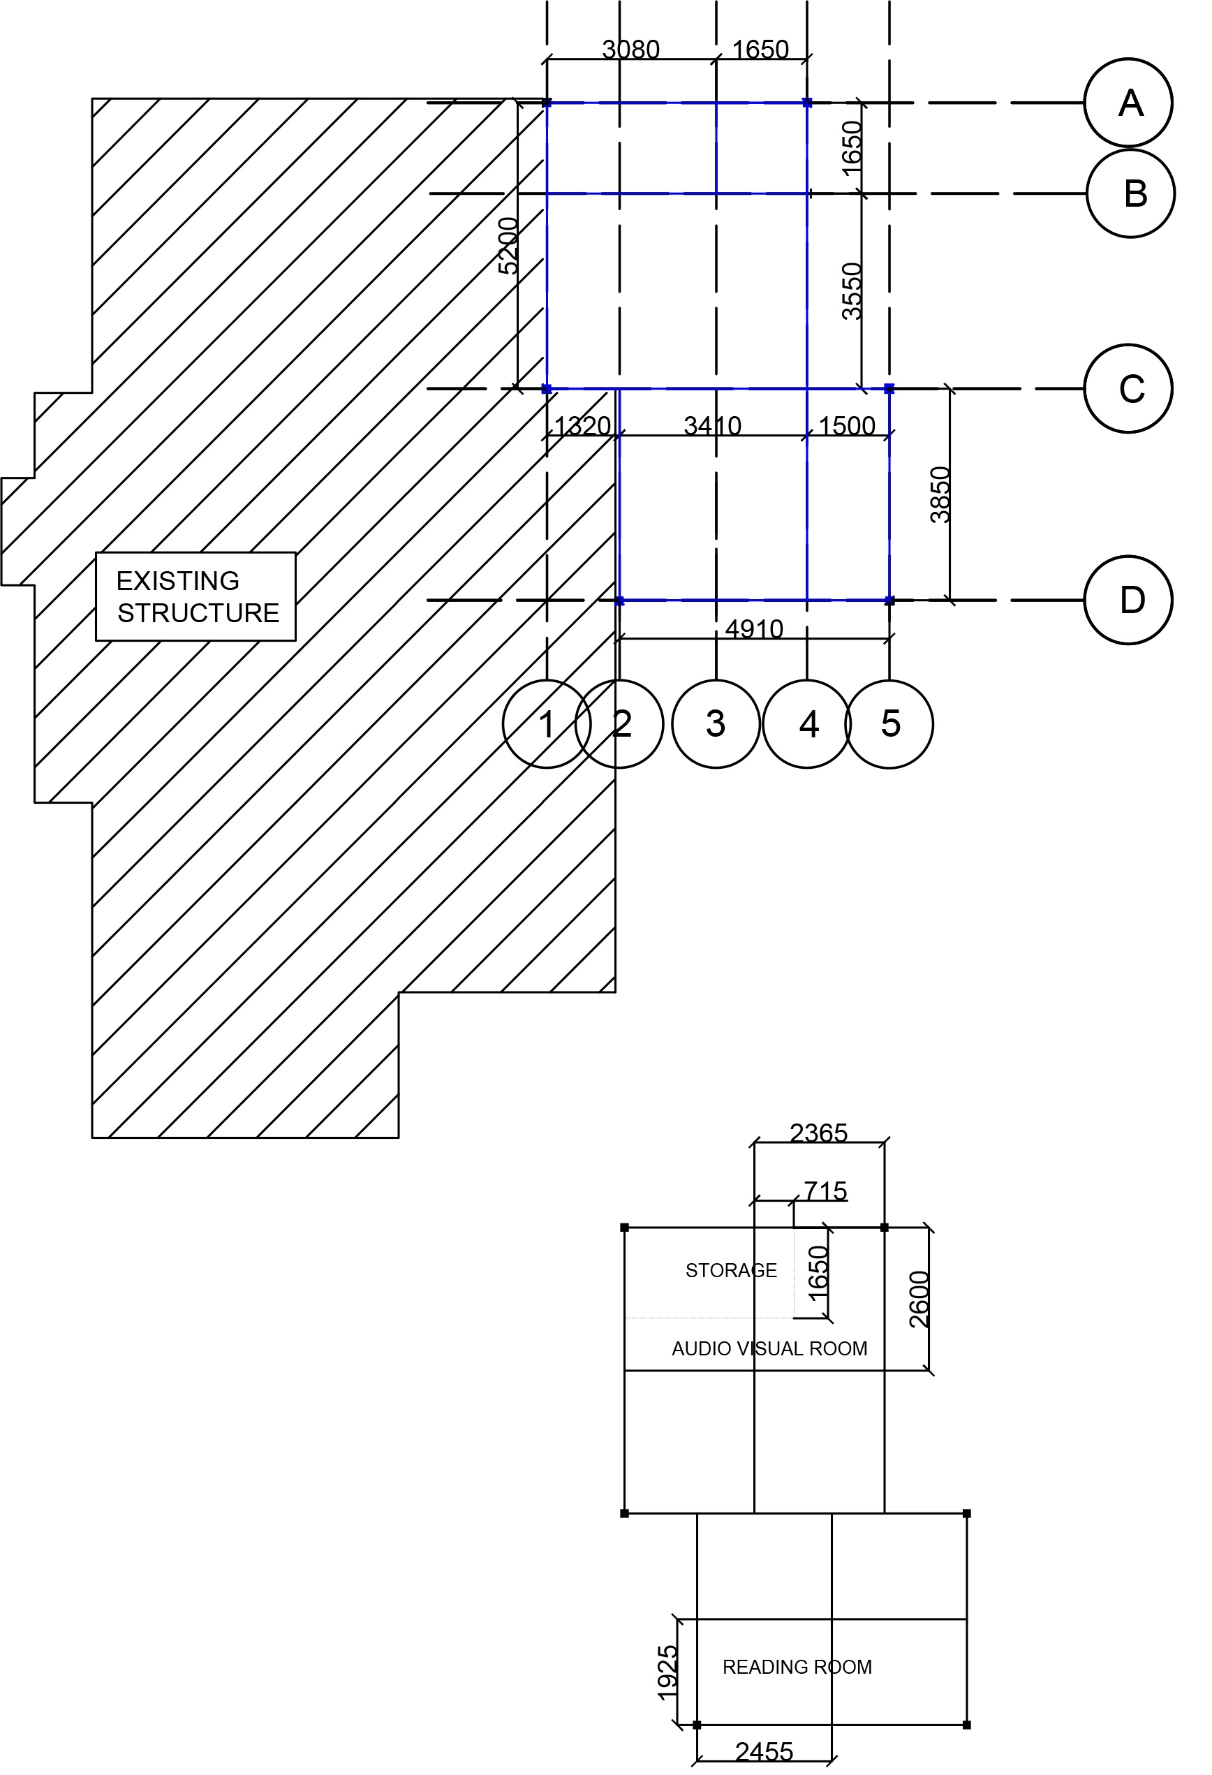 3080
1650
A
1650
B
5200
3550
C
1320
3410
1500
3850
EXISTING
STRUCTURE
D
4910
1
2
3
4
5
2365
715
STORAGE
1650
2600
AUDIO VISUAL ROOM
1925
READING ROOM
2455